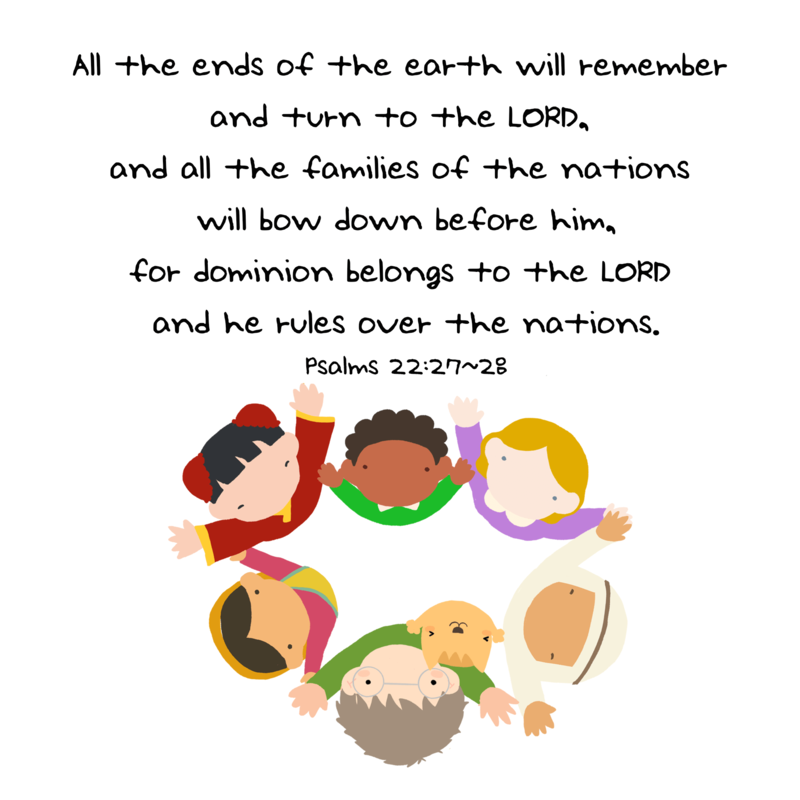 All the ends of the earth will remember
and turn to the LORD,
and all the families of the nations
will bow down before him,
for dominion belongs to the LORD
and he rules over the nations.
Psalms 22:27~28